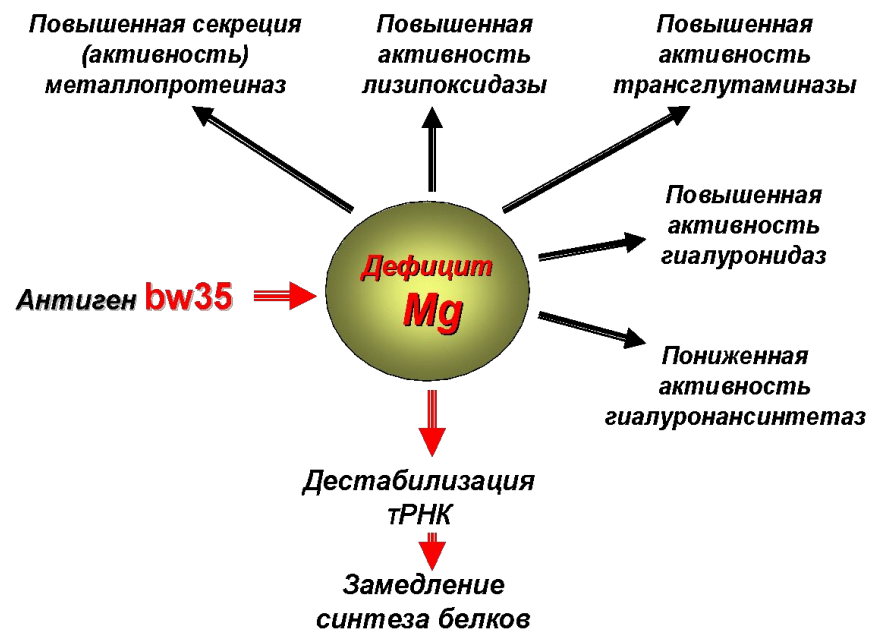 Повышенная секреция
(активность)
металлопротеиназ
Повышенная
активность
лизипоксидазы
Повышенная
активность
трансглутаминазы
Повышенная
активность
гиалуронидаз
Дефицит
Mg
Антиген bw35
Пониженная
активность
гиалуронансинтетаз
Дестабилизация
тРНК
Замедление
синтеза белков